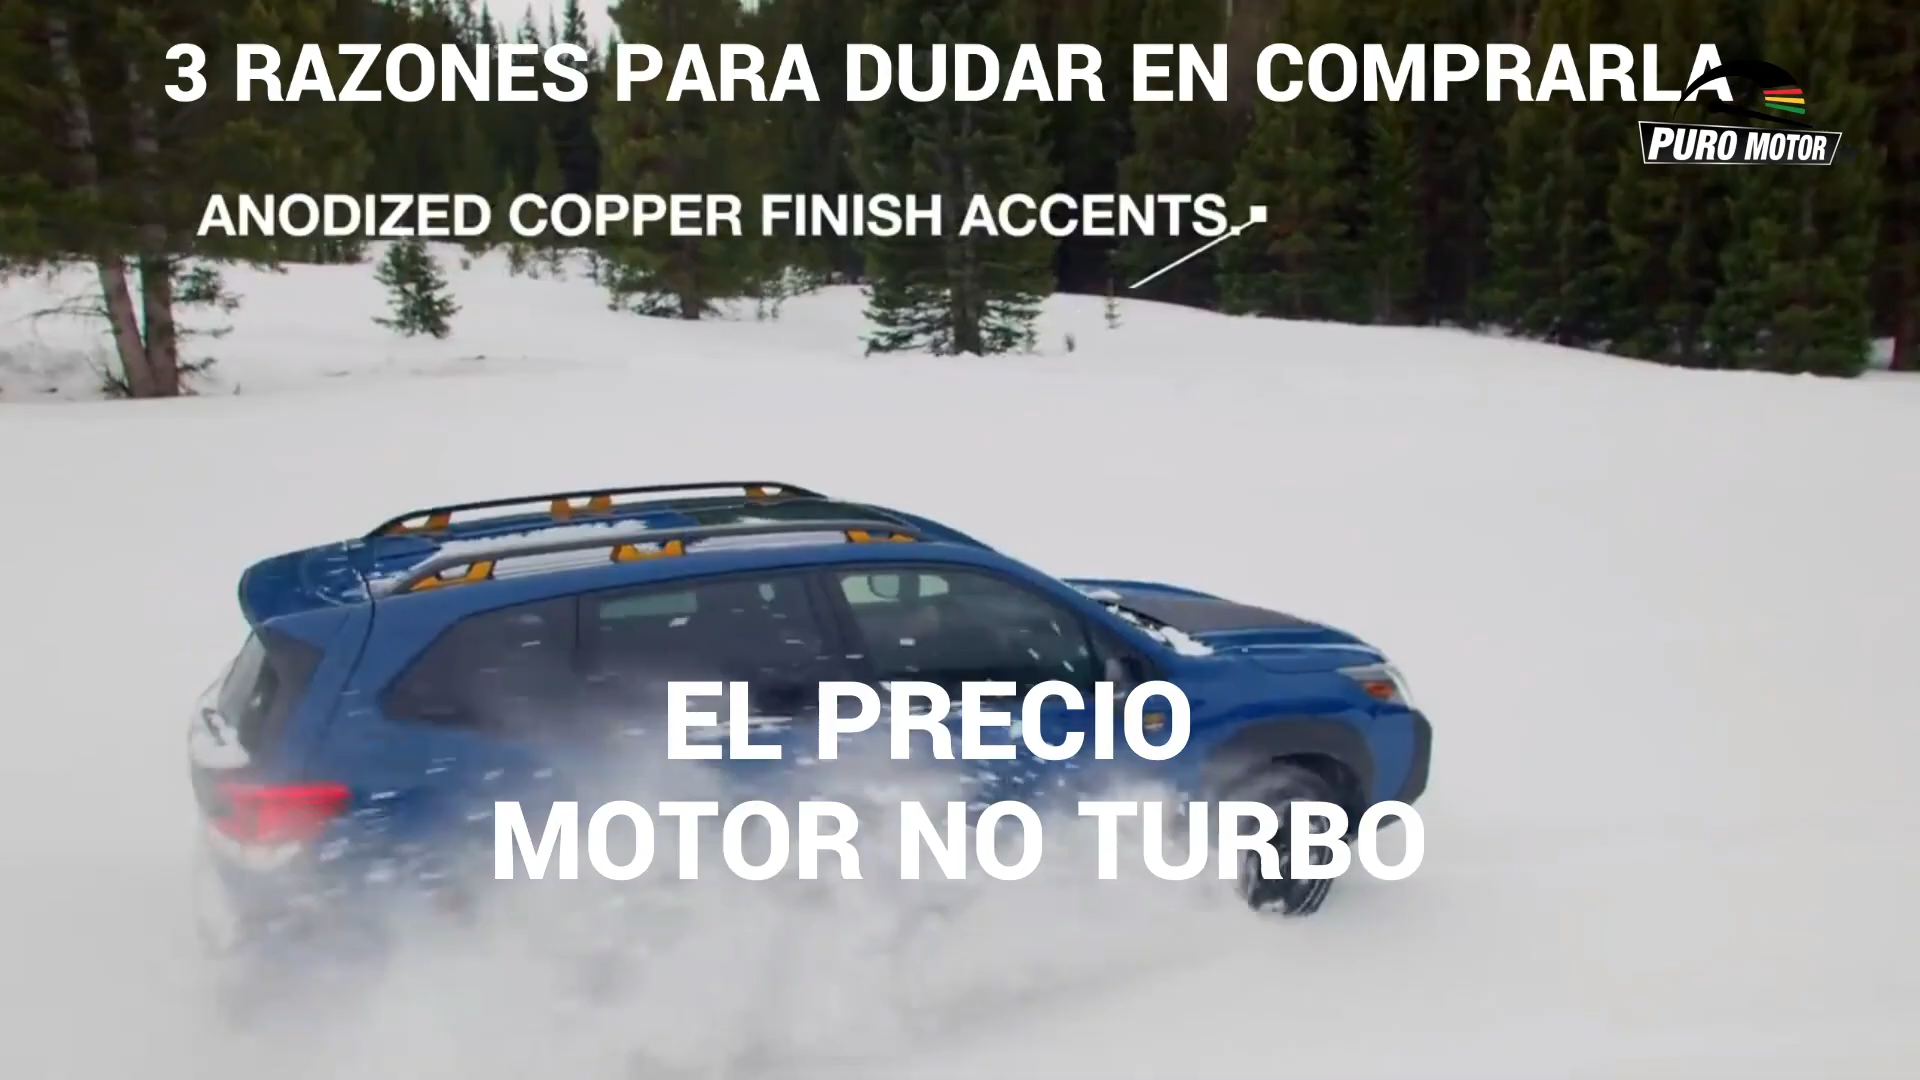 3 RAZONES PARA DUDAR EN COMPRARLA
PURO MOTOR
ANODIZED COPPER FINISH ACCENTS.
EL PRECIO
MOTOR NO TURBO